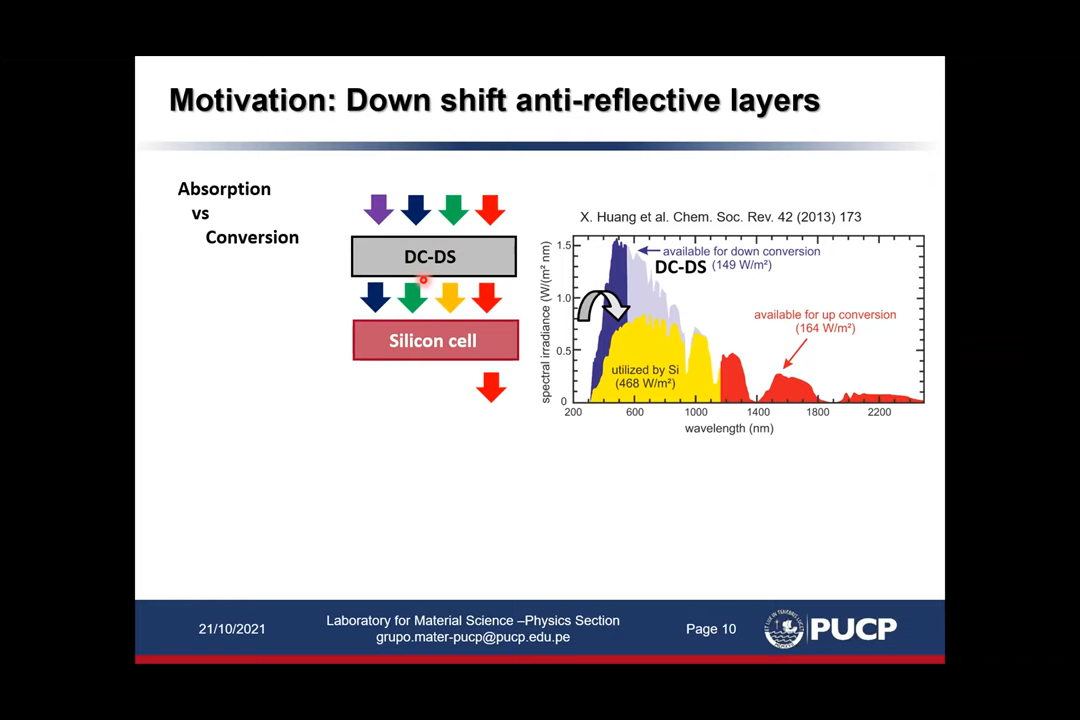 Motivation: Down shift anti-reflective layers
Absorption
vs
Conversion
DC-DS
Silicon cell
X. Huang et al. Chem. Soc. Rev. 42 (2013) 173
spectral irradiance (W/(m² nm)
1.5
1.0
0.5
0
available for down conversion
DC-DS (149 W/m²)
available for up conversion
(164 W/m²)
utilized by Si
(468 W/m²)
200 600 1000 1400 1800 2200
wavelength (nm)
21/10/2021
Laboratory for Material Science –Physics Section
grupo.mater-pucp@pucp.edu.pe
Page 10
PUCP